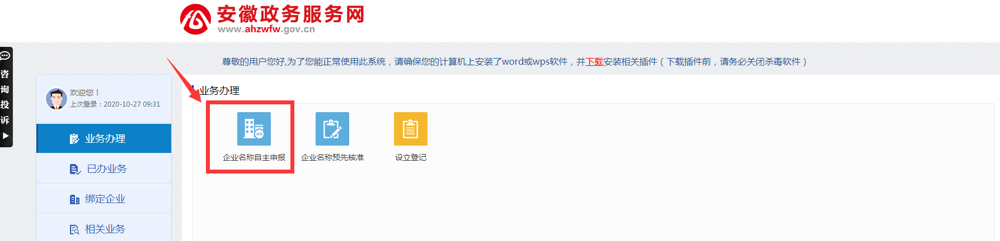 安徽政务服务网
www.ahzwfw.gov.cn
尊敬的用户您好,为了您能正常使用此系统，请确保您的计算机上安装了word或wps软件，并下载安装相关插件（下载插件前，请务必关闭杀毒软件）
咨
询
投
诉
欢迎您！
上次登录：2020-10-27 09:31
业务办理
已办业务
绑定企业
相关业务
业务办理
核名
企业名称自主申报
企业名称预先核准
设立登记